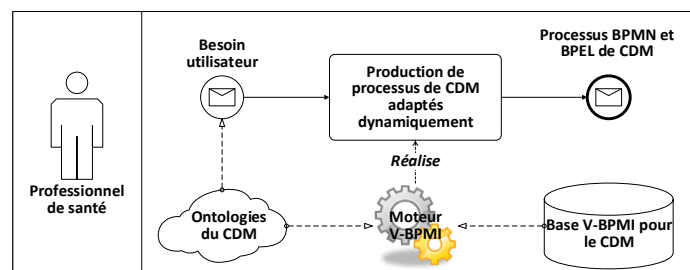 Besoin
utilisateur
Processus BPMN et
BPEL de CDM
Production de
processus de CDM
adaptés
dynamiquement
Réalise
Professionnel
de santé
Ontologies
du CDM
Moteur
V-BPMI
Base V-BPMI pour
le CDM